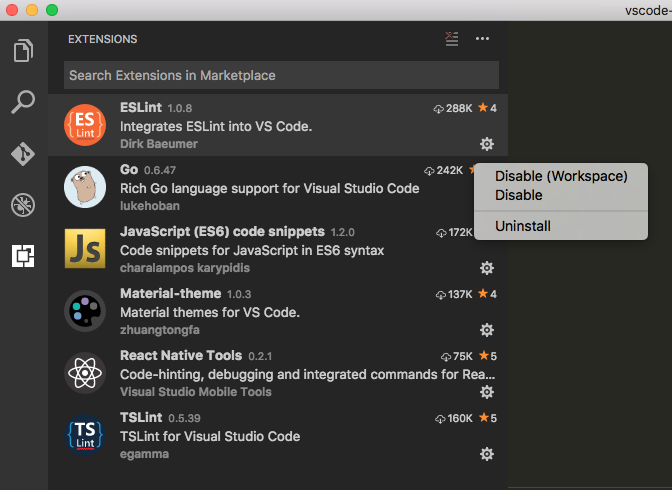 vscode-
EXTENSIONS
Search Extensions in Marketplace
ES
Lint
ESLint 1.0.8 288K 4
Integrates ESLint into VS Code.
Dirk Baeumer
Go 0.6.47 242K
Rich Go language support for Visual Studio Code
lukehoban
Disable (Workspace)
Disable
Uninstall
JS
JavaScript (ES6) code snippets 1.2.0 172K
Code snippets for JavaScript in ES6 syntax
charalampos karypidis
Material-theme 1.0.3 137K 4
Material themes for VS Code.
zhuangtongfa
React Native Tools 0.2.1 75K 5
Code-hinting, debugging and integrated commands for Rea...
Visual Studio Mobile Tools
TS
Lint
TSLint 0.5.39 160K 5
TSLint for Visual Studio Code
egamma